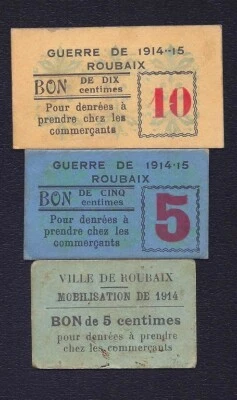 GUERRE DE 1914-15
ROUBAIX
BON DE DIX centimes
Pour denrées à
prendre chez les
commerçants
10
GUERRE DE 1914-15
ROUBAIX
BON DE CINQ centimes
Pour denrées à
prendre chez les
commerçants
5
VILLE DE ROUBAIX
MOBILISATION DE 1914
BON de 5 centimes
pour denrées à prendre
chez les commerçants